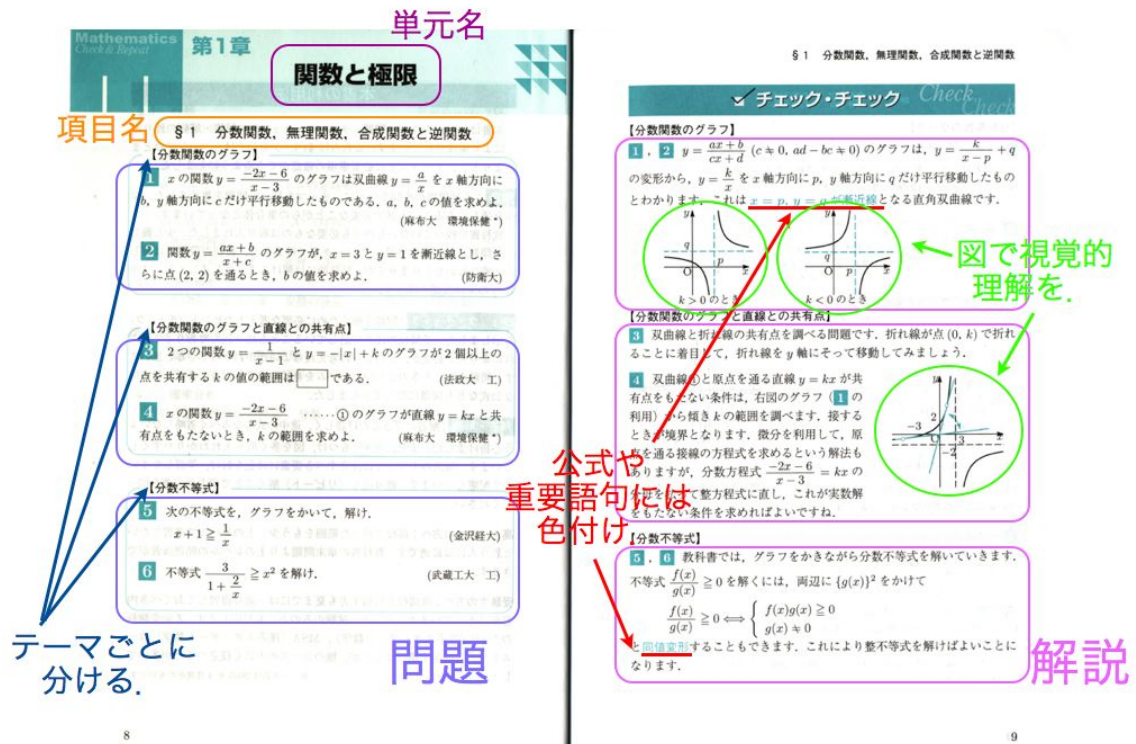 単元名
Mathematics
Check & Repeat
第1章
関数と極限
項目名
§1 分数関数，無理関数，合成関数と逆関数
【分数関数のグラフ】
1 xの関数 y = \frac{-2x-6}{x-3} のグラフは双曲線 y = \frac{a}{x} を x 軸方向に
b，y 軸方向に c だけ平行移動したものである．a，b，c の値を求めよ．
(麻布大 環境保健*)
2 関数 y = \frac{ax+b}{x+c} のグラフが，x = 3 と y = 1 を漸近線とし，さ
らに点 (2, 2) を通るとき，b の値を求めよ．
(防衛大)
【分数関数のグラフと直線との共有点】
3 2つの関数 y = \frac{1}{x-1} と y = -|x| + k のグラフが 2 個以上の
点を共有する k の値の範囲は□である．
(法政大 工)
4 x の関数 y = \frac{-2x-6}{x-3} ……① のグラフが直線 y = kx と共
有点をもたないとき，k の範囲を求めよ．
(麻布大 環境保健*)
【分数不等式】
5 次の不等式を，グラフをかいて，解け．
x + 1 ≧ \frac{1}{x}
(金沢経大)
6 不等式 \frac{3}{1+\frac{2}{x}} ≧ x² を解け．
(武蔵工大 工)
テーマごとに
分ける.
問題
8
§1 分数関数，無理関数，合成関数と逆関数
チェック・チェック
Check
Check
【分数関数のグラフ】
1，2 y = \frac{ax+b}{cx+d} (c ≠ 0, ad − bc ≠ 0) のグラフは，y = \frac{k}{x-p} + q
の変形から，y = \frac{k}{x} を x 軸方向に p，y 軸方向に q だけ平行移動したもの
とわかります．これは x = p, y = q が漸近線となる直角双曲線です．
y
q
O
p
x
k > 0 のとき
y
q
O
p
x
k < 0 のとき
図で視覚的
理解を.
【分数関数のグラフと直線との共有点】
3 双曲線と折れ線の共有点を調べる問題です．折れ線が点 (0, k) で折れ
ることに着目して，折れ線を y 軸にそって移動してみましょう．
4 双曲線①と原点を通る直線 y = kx が共
有点をもたない条件は，右図のグラフ（1の
利用）から傾き k の範囲を調べます．接する
ときが境界となります．微分を利用して，原
点を通る接線の方程式を求めるという解法も
ありますが，分数方程式 \frac{-2x-6}{x-3} = kx の
分母を払って整方程式に直し，これが実数解
をもたない条件を求めればよいですね．
y
2
-3
O
3
x
-2
公式や
重要語句には
色付け.
【分数不等式】
5，6 教科書では，グラフをかきながら分数不等式を解いていきます．
不等式 \frac{f(x)}{g(x)} ≧ 0 を解くには，両辺に {g(x)}² をかけて
\frac{f(x)}{g(x)} ≧ 0 ⟺ { f(x)g(x) ≧ 0
g(x) ≠ 0
と同値変形することもできます．これにより整不等式を解けばよいことに
なります．
解説
9